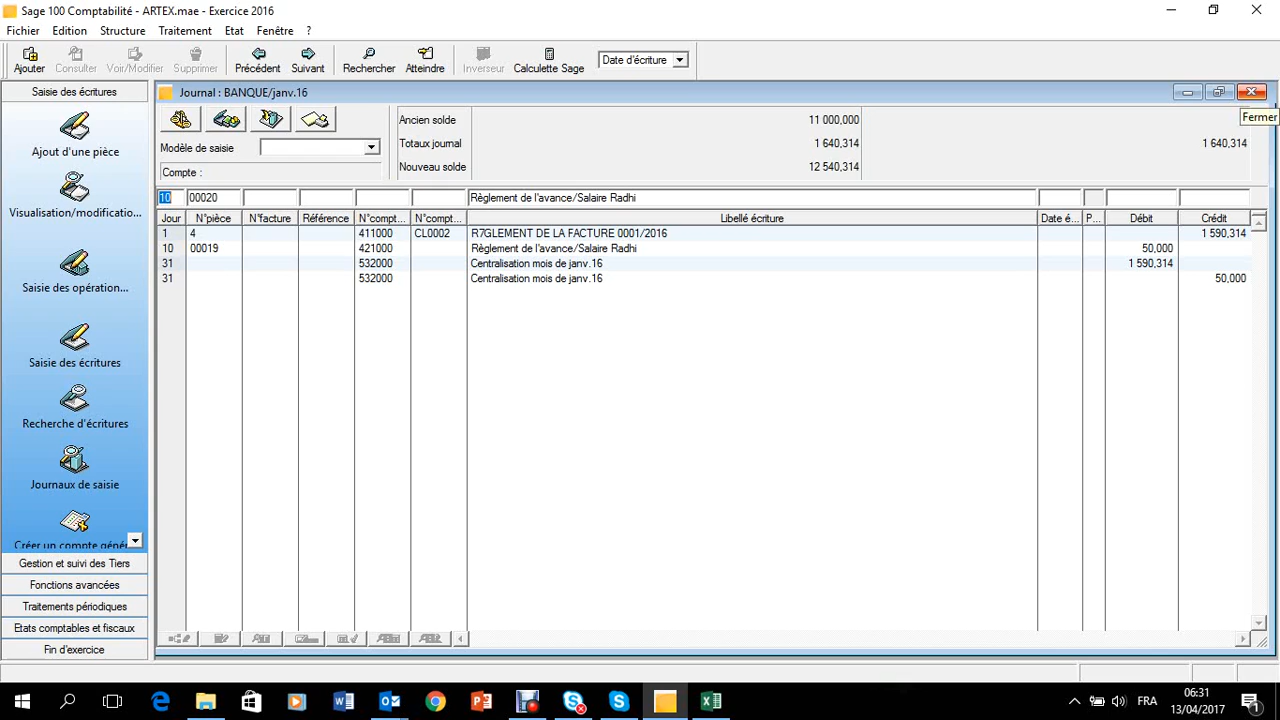 Sage 100 Comptabilité - ARTEX.mae - Exercice 2016
Fichier Edition Structure Traitement Etat Fenêtre ?
Ajouter Consulter Voir/Modifier Supprimer Précédent Suivant Rechercher Atteindre Inverseur Calculette Sage Date d'écriture
Saisie des écritures
Ajout d'une pièce
Visualisation/modificatio...
Saisie des opération...
Saisie des écritures
Recherche d'écritures
Journaux de saisie
Créer un compte génér
Gestion et suivi des Tiers
Fonctions avancées
Traitements périodiques
Etats comptables et fiscaux
Fin d'exercice
Journal : BANQUE/janv.16
Fermer
Modèle de saisie
Compte :
Ancien solde 11 000,000
Totaux journal 1 640,314 1 640,314
Nouveau solde 12 540,314
10 00020 Règlement de l'avance/Salaire Radhi
Jour N°pièce N°facture Référence N°compt... N°compt... Libellé écriture Date é... P... Débit Crédit
1 4 411000 CL0002 R7GLEMENT DE LA FACTURE 0001/2016 1 590,314
10 00019 421000 Règlement de l'avance/Salaire Radhi 50,000
31 532000 Centralisation mois de janv.16 1 590,314
31 532000 Centralisation mois de janv.16 50,000
FRA
06:31
13/04/2017
1